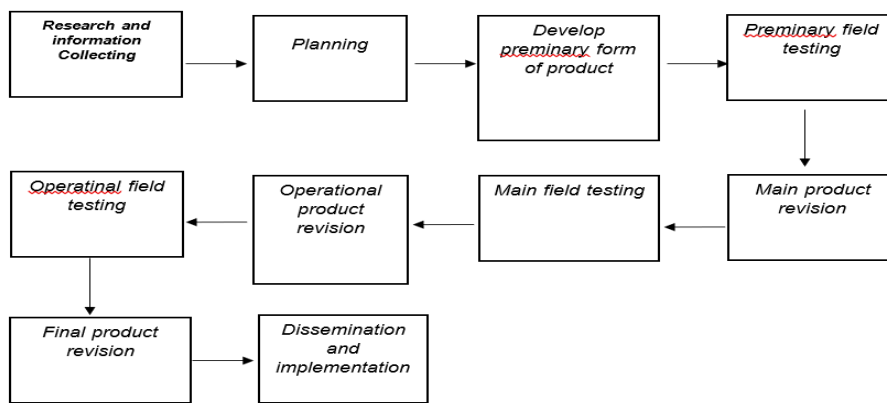 Research and
information
Collecting
Planning
Develop
preminary form
of product
Preminary field
testing
Main product
revision
Main field testing
Operational
product
revision
Operatinal field
testing
Final product
revision
Dissemination
and
implementation